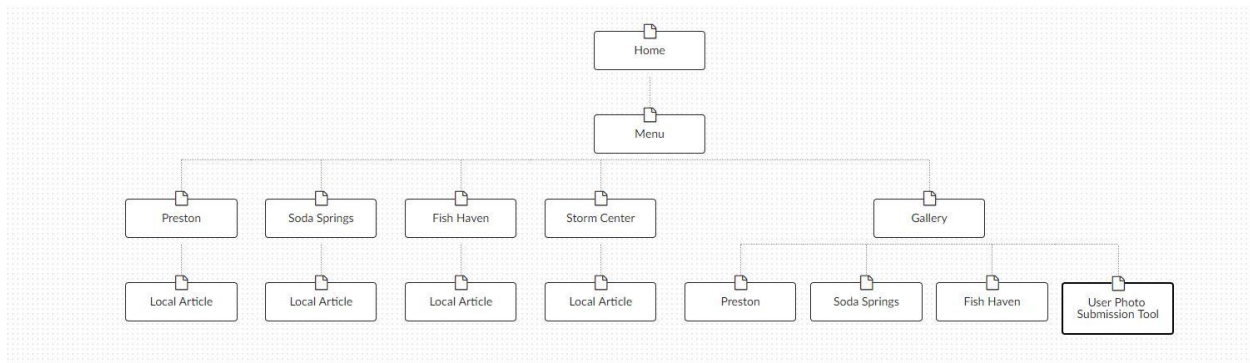 Home
Menu
Preston
Soda Springs
Fish Haven
Storm Center
Gallery
Local Article
Local Article
Local Article
Local Article
Preston
Soda Springs
Fish Haven
User Photo
Submission Tool